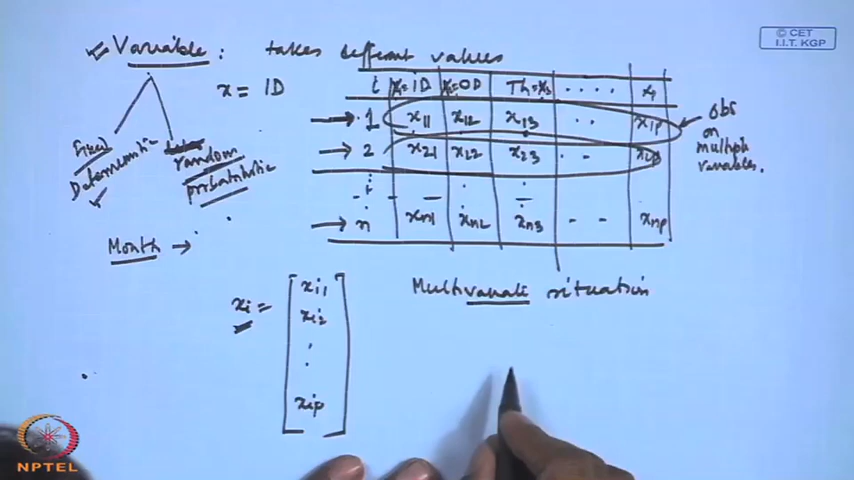 © CET
I.I.T. KGP
Variable : takes different values
x = ID
i x1=ID x2=OD Th=x3 . . . . xp
1 x11 x12 x13 . . x1p
2 x21 x22 x23 . - x2p
n xn1 xn2 xn3 - - xnp
Obs
on
multiple
variables.
Fixed
Deterministic
random
probabilistic
Month →
xi =
xi1
xi2
xip
Multivariate situation
NPTEL